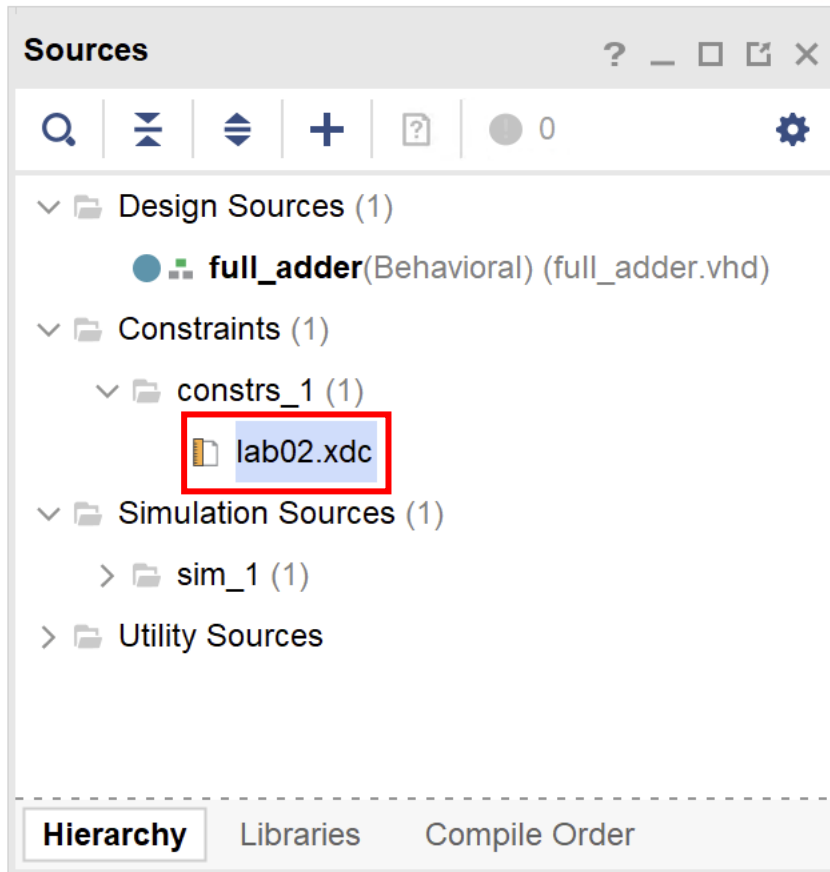 Sources
0
Design Sources (1)
full_adder(Behavioral) (full_adder.vhd)
Constraints (1)
constrs_1 (1)
lab02.xdc
Simulation Sources (1)
sim_1 (1)
Utility Sources
Hierarchy Libraries Compile Order